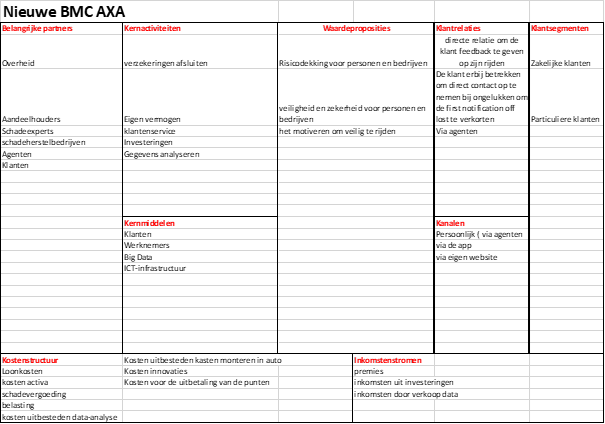 Nieuwe BMC AXA
Belangrijke partners
Overheid
Aandeelhouders
Schadeexperts
schadeherstelbedrijven
Agenten
Klanten
Kernactiviteiten
verzekeringen afsluiten
Eigen vermogen
klantenservice
Investeringen
Gegevens analyseren
Kernmiddelen
Klanten
Werknemers
Big Data
ICT-infrastructuur
Waardeproposities
Risicodekking voor personen en bedrijven
veiligheid en zekerheid voor personen en
bedrijven
het motiveren om veilig te rijden
Klantrelaties
directe relatie om de
klant feedback te geven
op zijn rijden
De klant erbij betrekken
om direct contact op te
nemen bij ongelukken om
de first notification off
lost te verkorten
Via agenten
Kanalen
Persoonlijk ( via agenten
via de app
via eigen website
Klantsegmenten
Zakelijke klanten
Particuliere klanten
Kostenstructuur
Loonkosten
kosten activa
schadevergoeding
belasting
kosten uitbesteden data-analyse
Kosten uitbesteden kasten monteren in auto
Kosten innovaties
Kosten voor de uitbetaling van de punten
Inkomstenstromen
premies
inkomsten uit investeringen
inkomsten door verkoop data